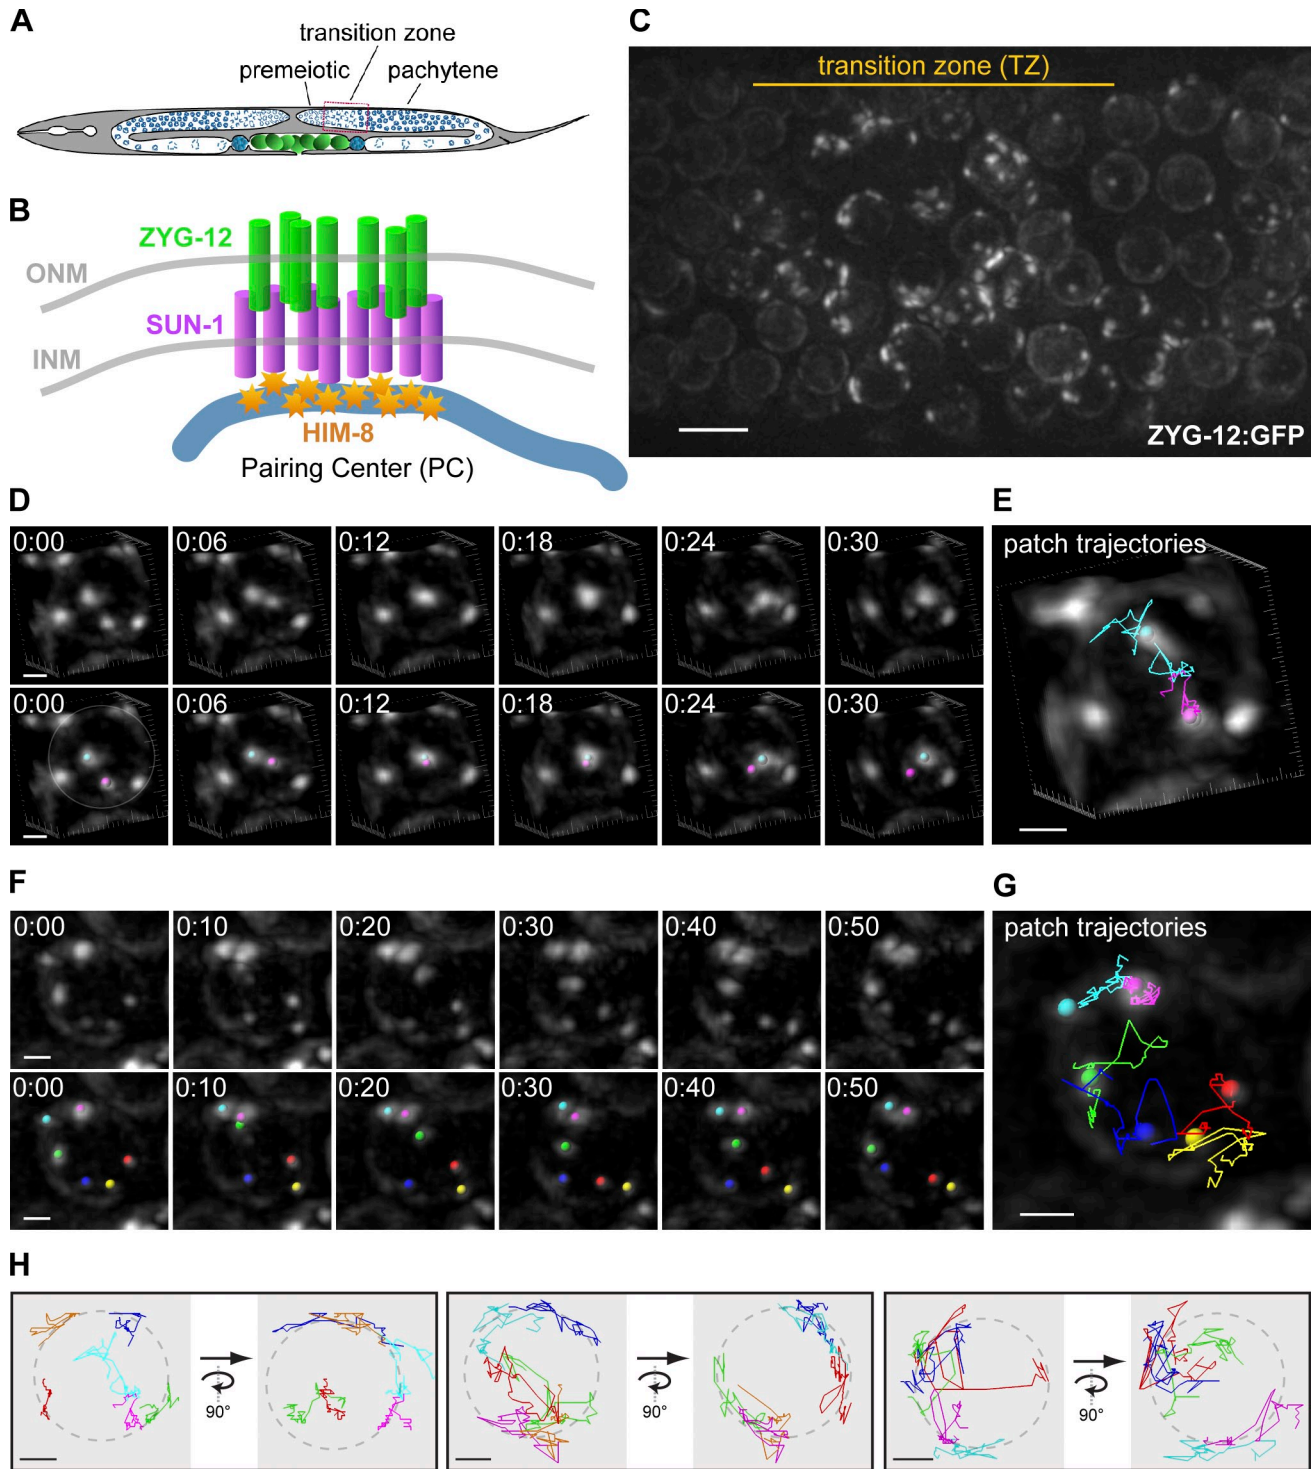 A
transition zone
premeiotic
pachytene
B
ZYG-12
ONM
SUN-1
INM
HIM-8
Pairing Center (PC)
C
transition zone (TZ)
ZYG-12:GFP
D
0:00
0:06
0:12
0:18
0:24
0:30
0:00
0:06
0:12
0:18
0:24
0:30
E
patch trajectories
F
0:00
0:10
0:20
0:30
0:40
0:50
0:00
0:10
0:20
0:30
0:40
0:50
G
patch trajectories
H
90°
90°
90°